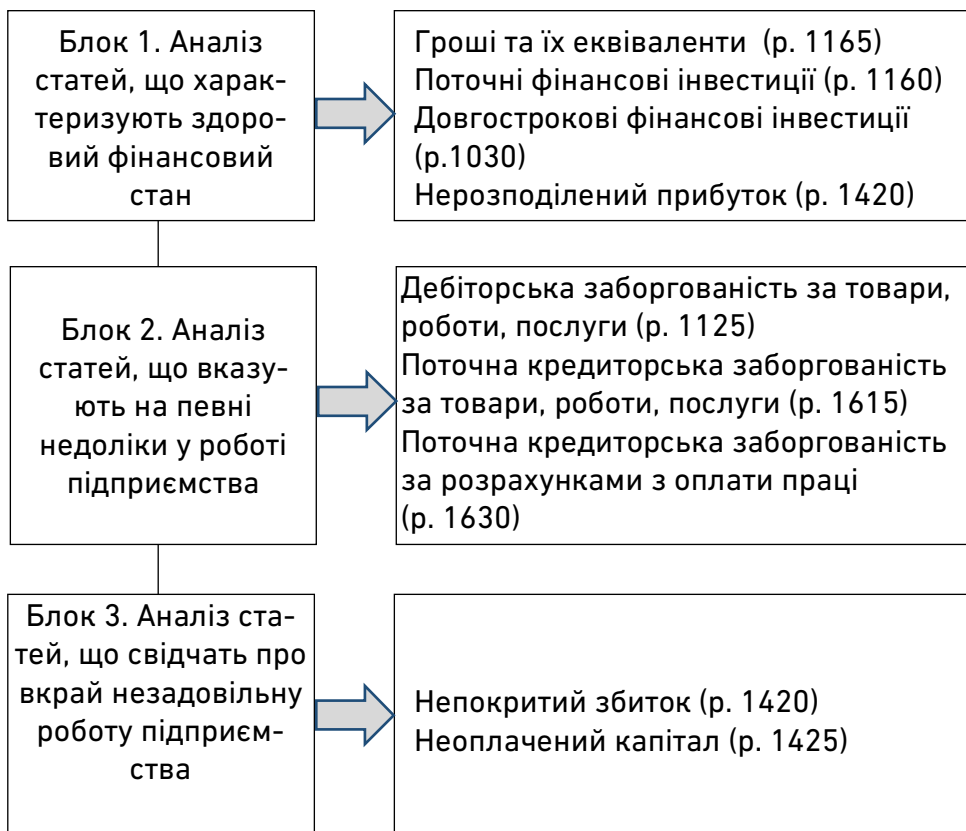 Блок 1. Аналіз
статей, що харак-
теризують здоро-
вий фінансовий
стан
Гроші та їх еквіваленти (р. 1165)
Поточні фінансові інвестиції (р. 1160)
Довгострокові фінансові інвестиції
(р.1030)
Нерозподілений прибуток (р. 1420)
Блок 2. Аналіз
статей, що вказу-
ють на певні
недоліки у роботі
підприємства
Дебіторська заборгованість за товари,
роботи, послуги (р. 1125)
Поточна кредиторська заборгованість
за товари, роботи, послуги (р. 1615)
Поточна кредиторська заборгованість
за розрахунками з оплати праці
(р. 1630)
Блок 3. Аналіз ста-
тей, що свідчать про
вкрай незадовільну
роботу підприєм-
ства
Непокритий збиток (р. 1420)
Неоплачений капітал (р. 1425)